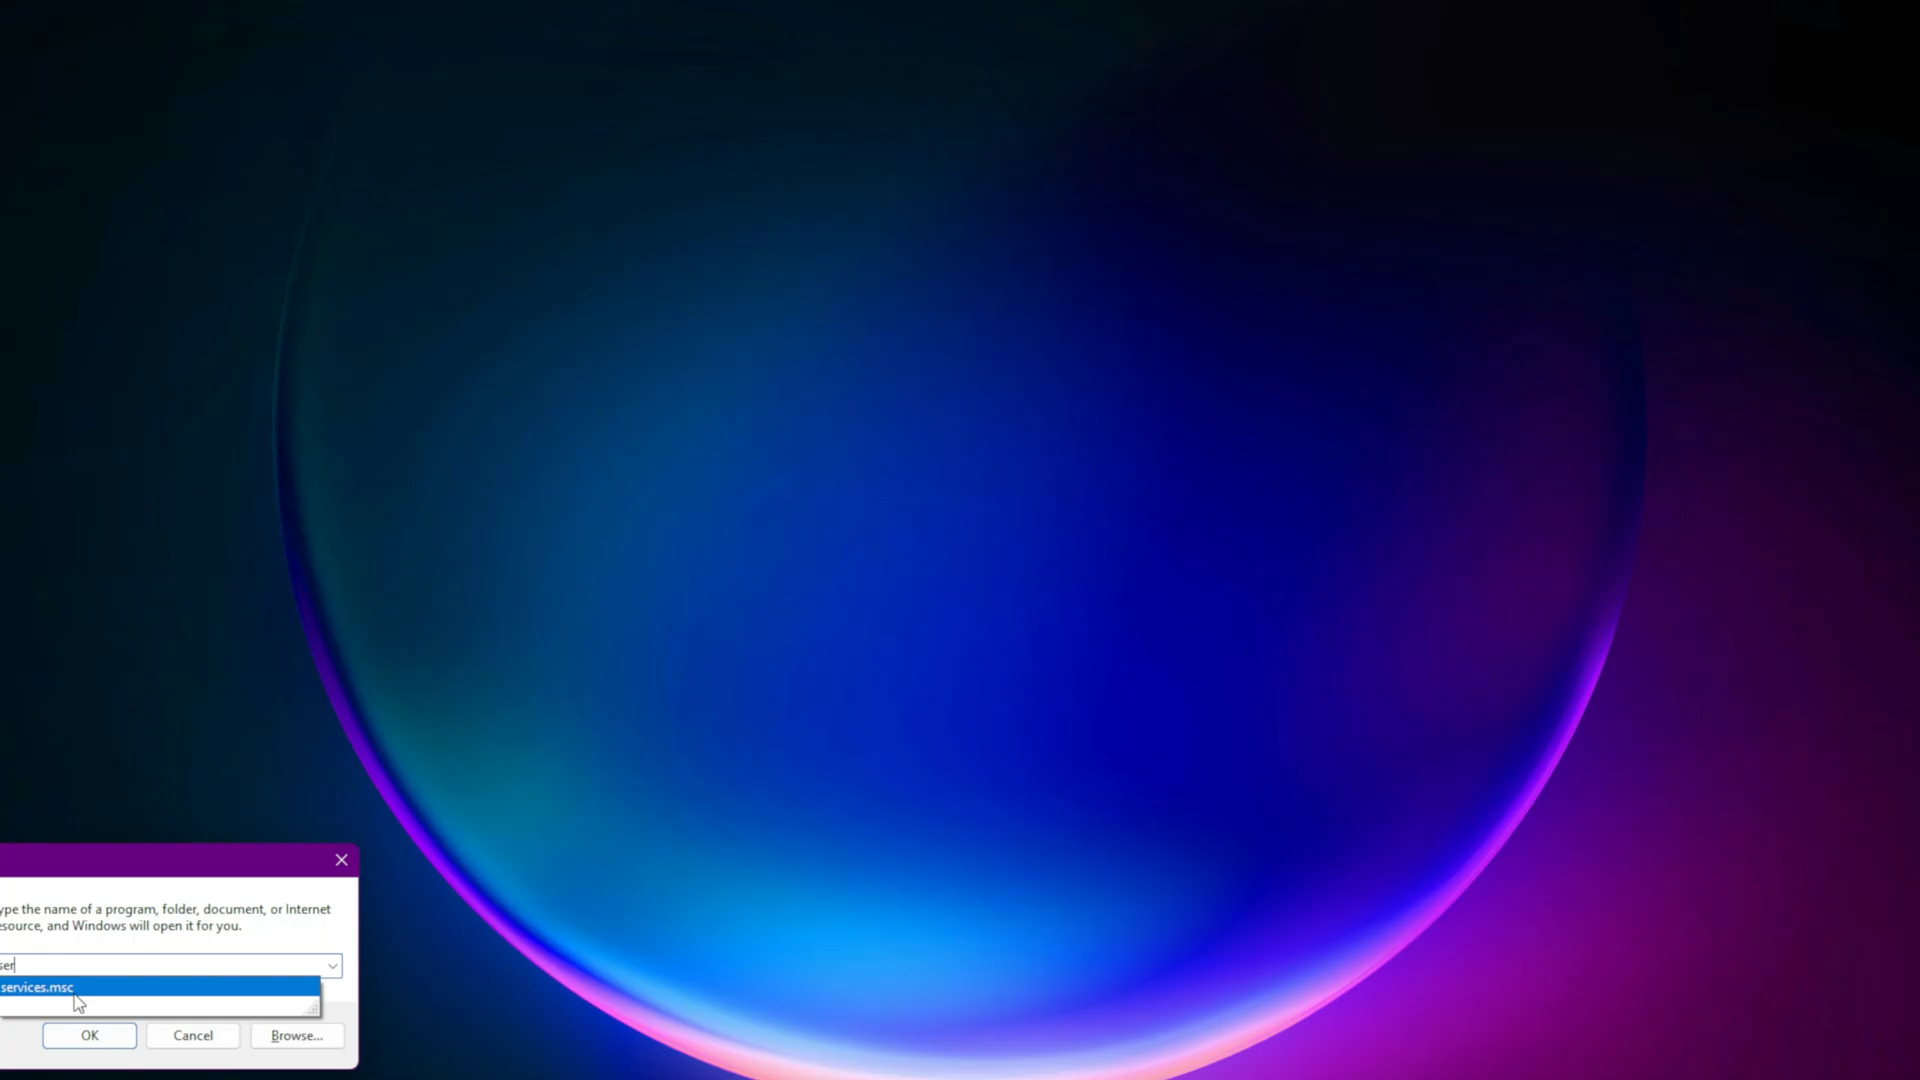 ype the name of a program, folder, document, or Internet
esource, and Windows will open it for you.
ser
services.msc
OK
Cancel
Browse...